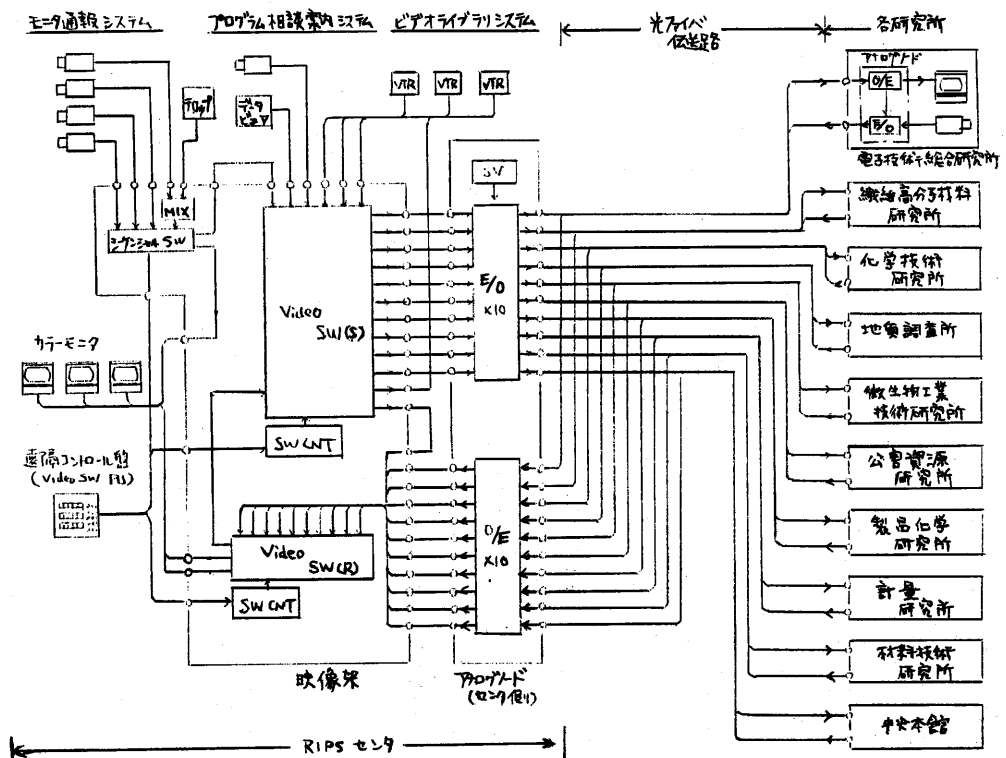 モニタ通報システム
プログラム相談案内システム
ビデオライブラリシステム
光ファイバ
伝送路
各研究所
テロップ
データ
ビュア
VTR
VTR
VTR
アナログノード
O/E
E/O
電子技術総合研究所
MIX
シーケンシャル SW
SV
Video
SW(S)
E/O
×10
繊維高分子材料
研究所
化学技術
研究所
地質調査所
カラーモニタ
微生物工業
技術研究所
SW CNT
遠隔コントロール盤
(Video SW 用)
公害資源
研究所
O/E
×10
製品化学
研究所
Video
SW(R)
SW CNT
計量
研究所
材料技術
研究所
映像架
アナログノード
(センタ側)
中央本館
RIPS センタ